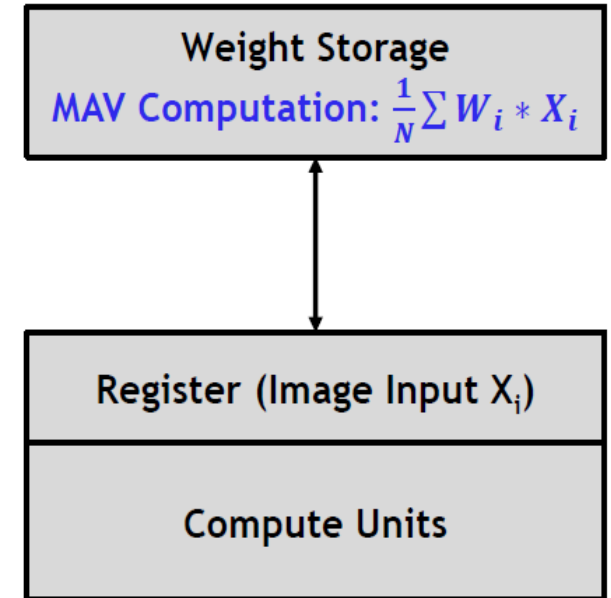 Weight Storage
MAV Computation: 1/N ∑ W_i * X_i
Register (Image Input X_i)
Compute Units